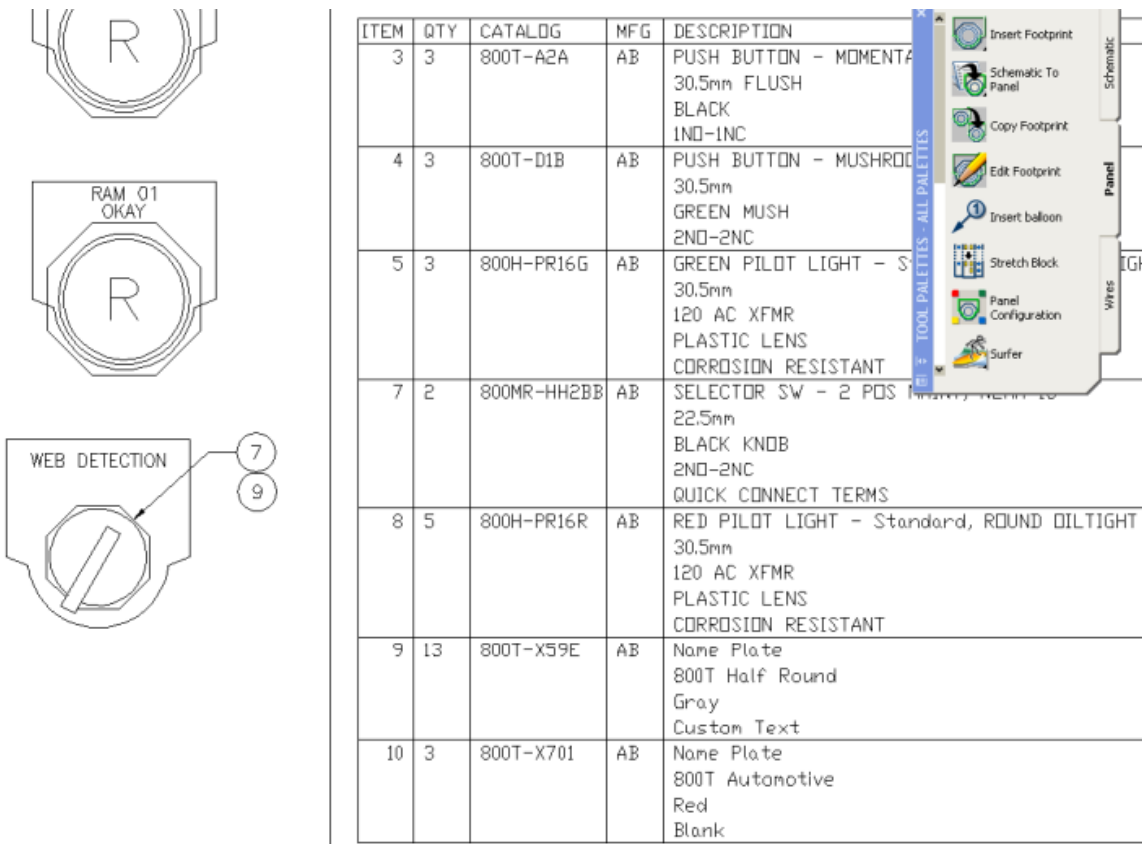 R
RAM 01
OKAY
R
WEB DETECTION
7
9
ITEM QTY CATALOG MFG DESCRIPTION
3 3 800T-A2A AB PUSH BUTTON -
30.5mm FLUSH
BLACK
1NO-1NC
4 3 800T-D1B AB PUSH BUTTON -
30.5mm
GREEN MUSH
2NO-2NC
5 3 800H-PR16G AB GREEN PILOT LIGHT -
30.5mm
120 AC XFMR
PLASTIC LENS
CORROSION RESISTANT
7 2 800MR-HH2BB AB SELECTOR SW - 2 POS
22.5mm
BLACK KNOB
2NO-2NC
QUICK CONNECT TERMS
8 5 800H-PR16R AB RED PILOT LIGHT - Standard, ROUND OILTIGHT
30.5mm
120 AC XFMR
PLASTIC LENS
CORROSION RESISTANT
9 13 800T-X59E AB Name Plate
800T Half Round
Gray
Custom Text
10 3 800T-X701 AB Name Plate
800T Automotive
Red
Blank
TOOL PALETTES - ALL PALETTES
Insert Footprint
Schematic To
Panel
Copy Footprint
Edit Footprint
Insert balloon
Stretch Block
Panel
Configuration
Surfer
Schematic
Panel
Wires